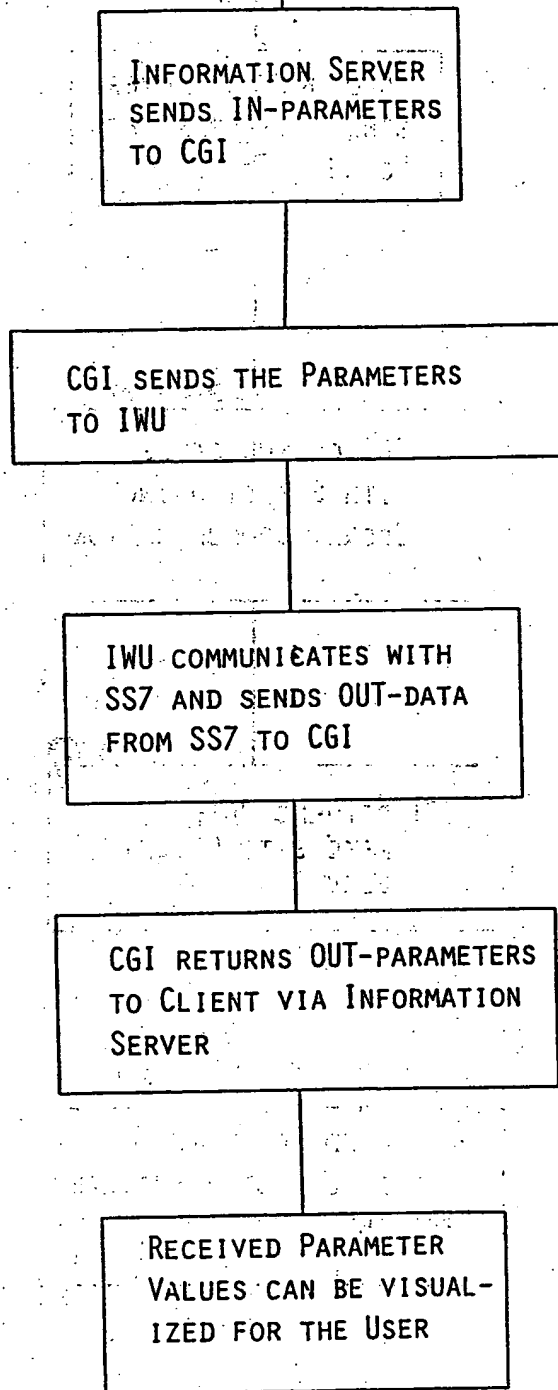 INFORMATION SERVER
SENDS IN-PARAMETERS
TO CGI
CGI SENDS THE PARAMETERS
TO IWU
IWU COMMUNICATES WITH
SS7 AND SENDS OUT-DATA
FROM SS7 TO CGI
CGI RETURNS OUT-PARAMETERS
TO CLIENT VIA INFORMATION
SERVER
RECEIVED PARAMETER
VALUES CAN BE VISUAL-
IZED FOR THE USER